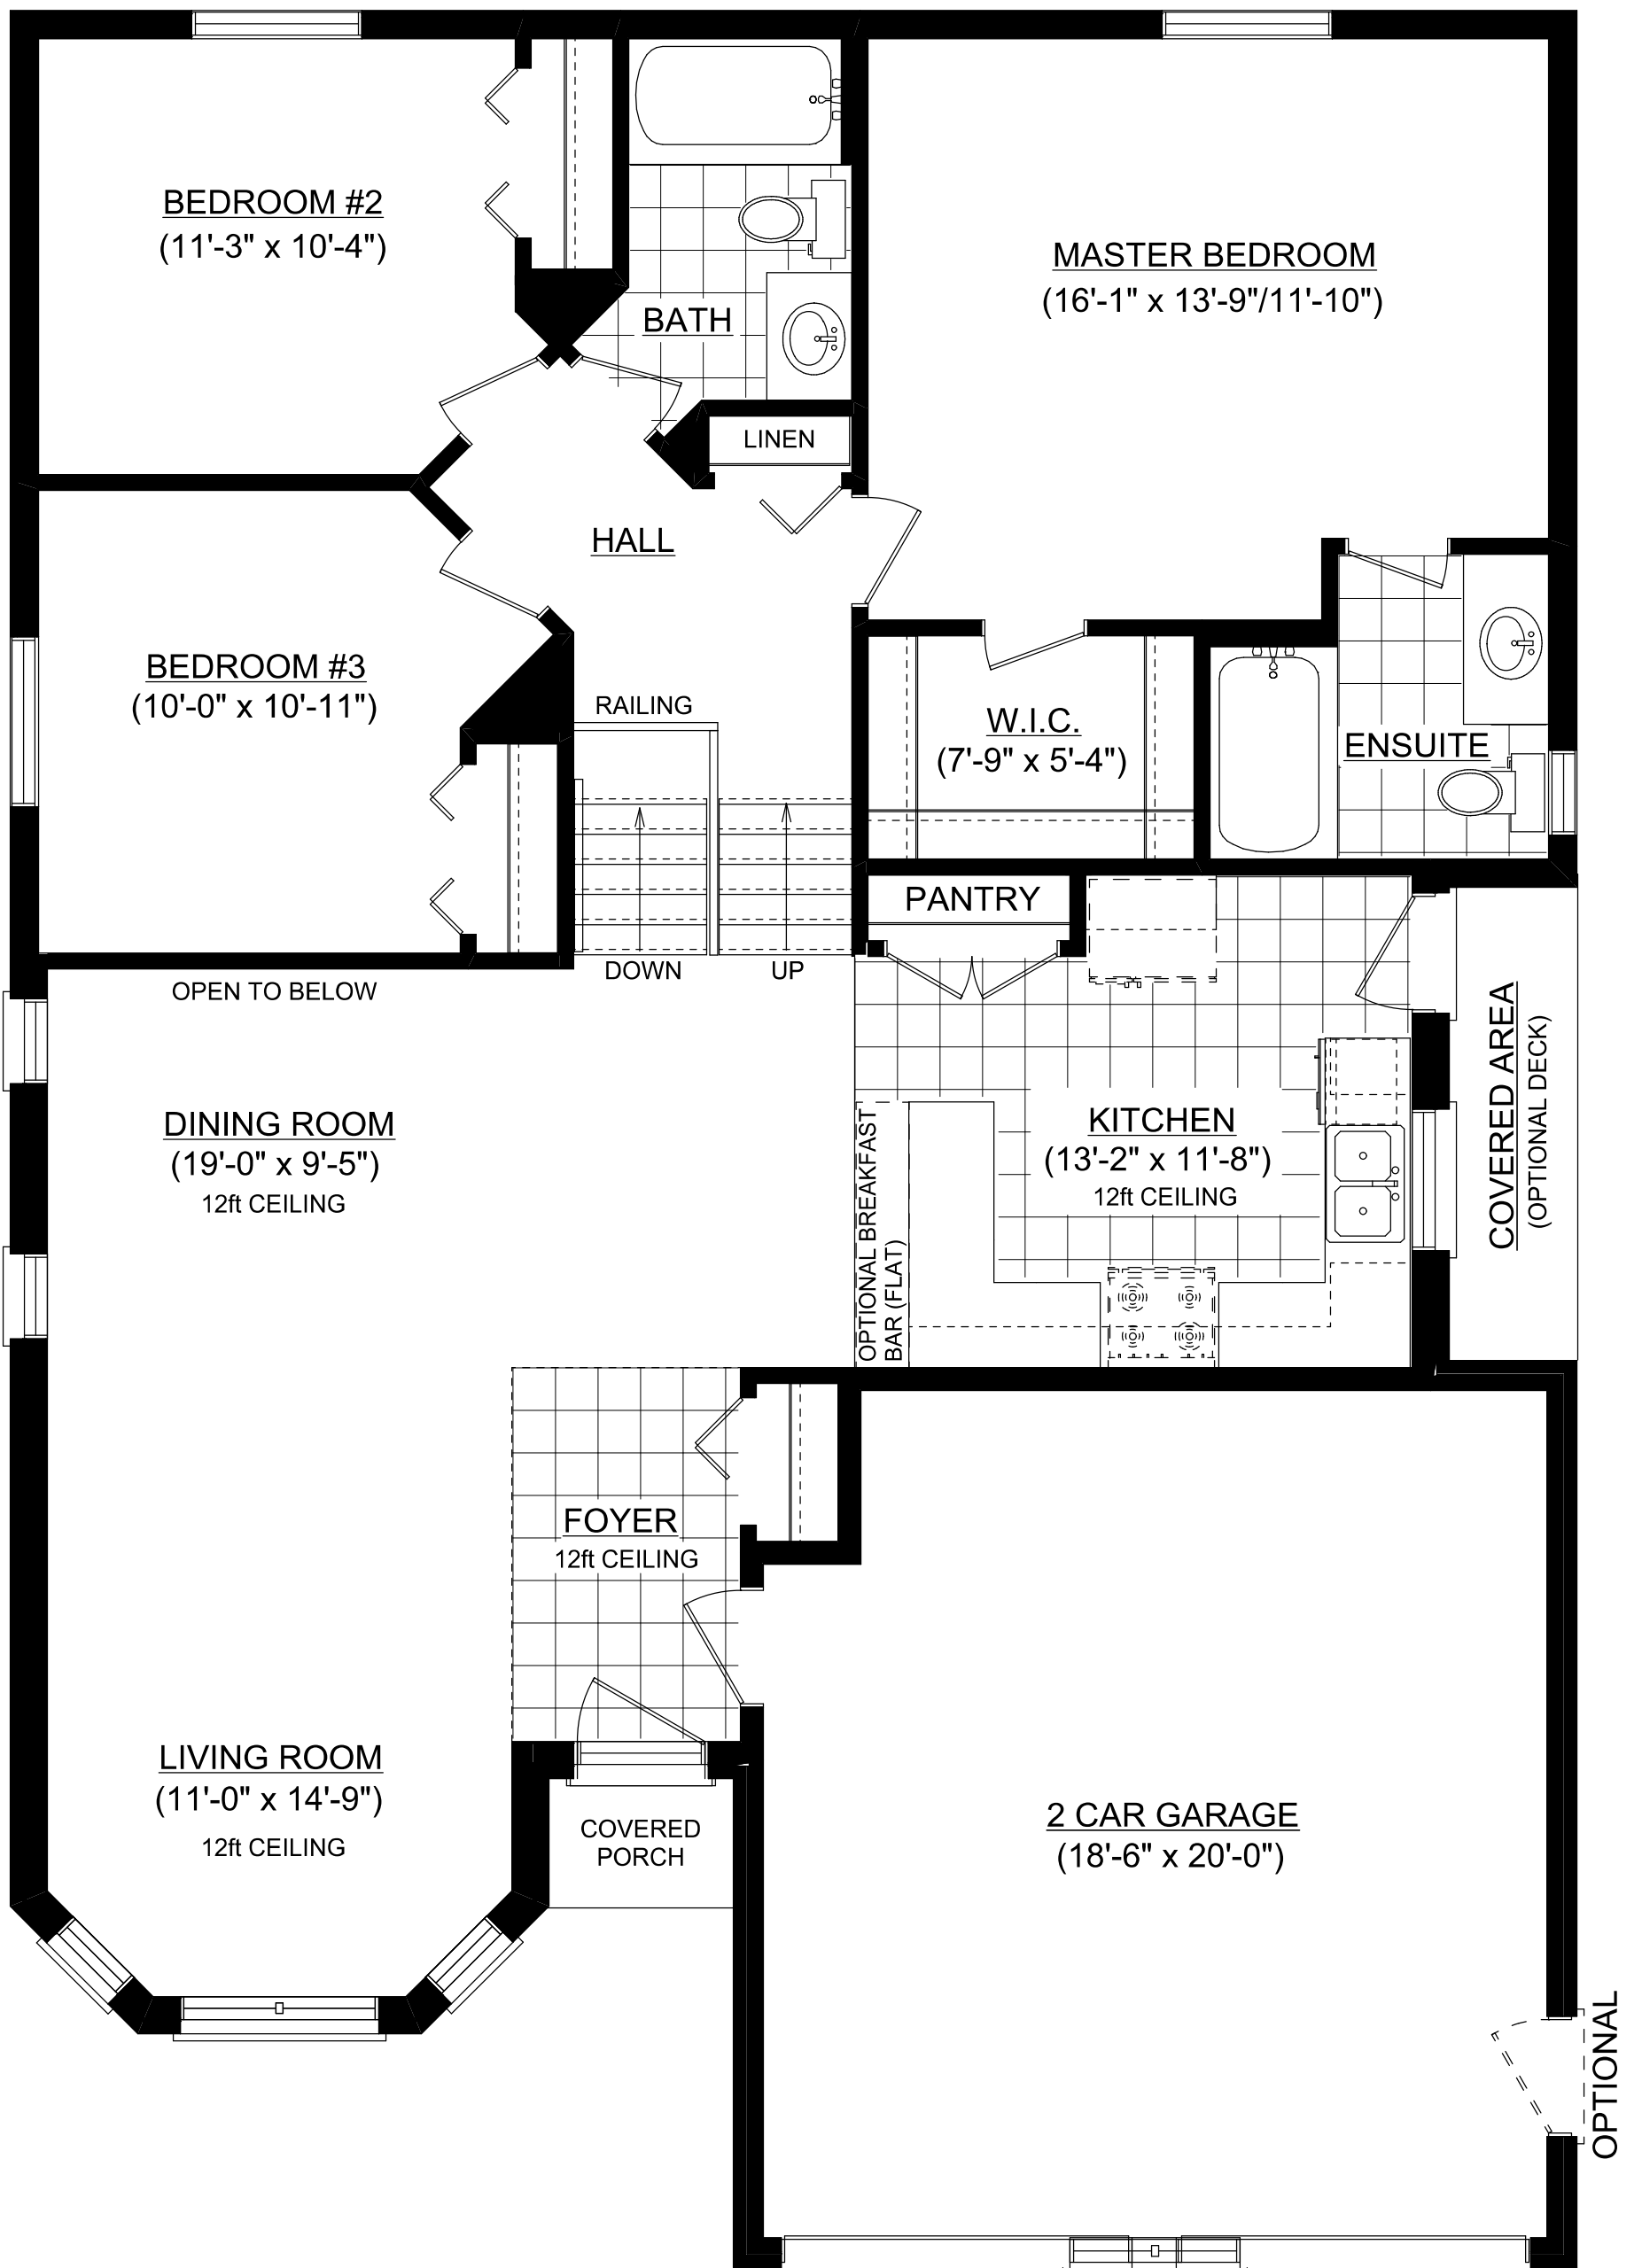 BEDROOM #2
(11'-3" x 10'-4")
MASTER BEDROOM
(16'-1" x 13'-9"/11'-10")
BATH
LINEN
HALL
BEDROOM #3
(10'-0" x 10'-11")
RAILING
W.I.C.
(7'-9" x 5'-4")
ENSUITE
PANTRY
DOWN
UP
OPEN TO BELOW
DINING ROOM
(19'-0" x 9'-5")
12ft CEILING
KITCHEN
(13'-2" x 11'-8")
12ft CEILING
OPTIONAL BREAKFAST
BAR (FLAT)
COVERED AREA
(OPTIONAL DECK)
FOYER
12ft CEILING
LIVING ROOM
(11'-0" x 14'-9")
12ft CEILING
COVERED
PORCH
2 CAR GARAGE
(18'-6" x 20'-0")
OPTIONAL